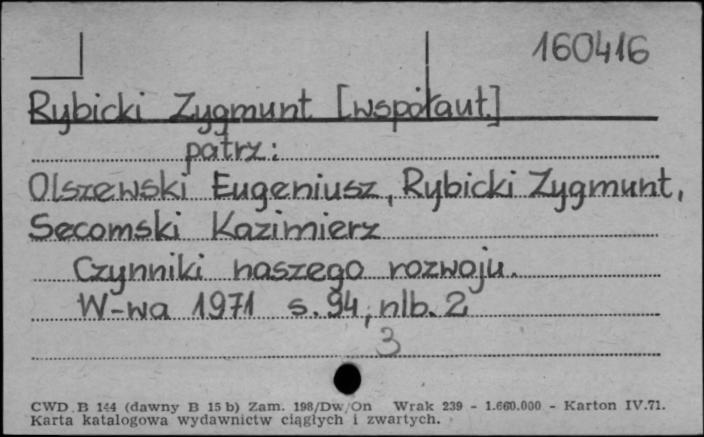 160416
Rybicki Zygmunt [współaut.]
patrz:
Olszewski Eugeniusz, Rybicki Zygmunt,
Secomski Kazimierz
Czynniki naszego rozwoju.
W-wa 1971 s. 94, nlb. 2
3
CWD B 144 (dawny B 15 b) Zam. 198/Dw/On Wrak 239 - 1.660.000 - Karton IV.71.
Karta katalogowa wydawnictw ciągłych i zwartych.